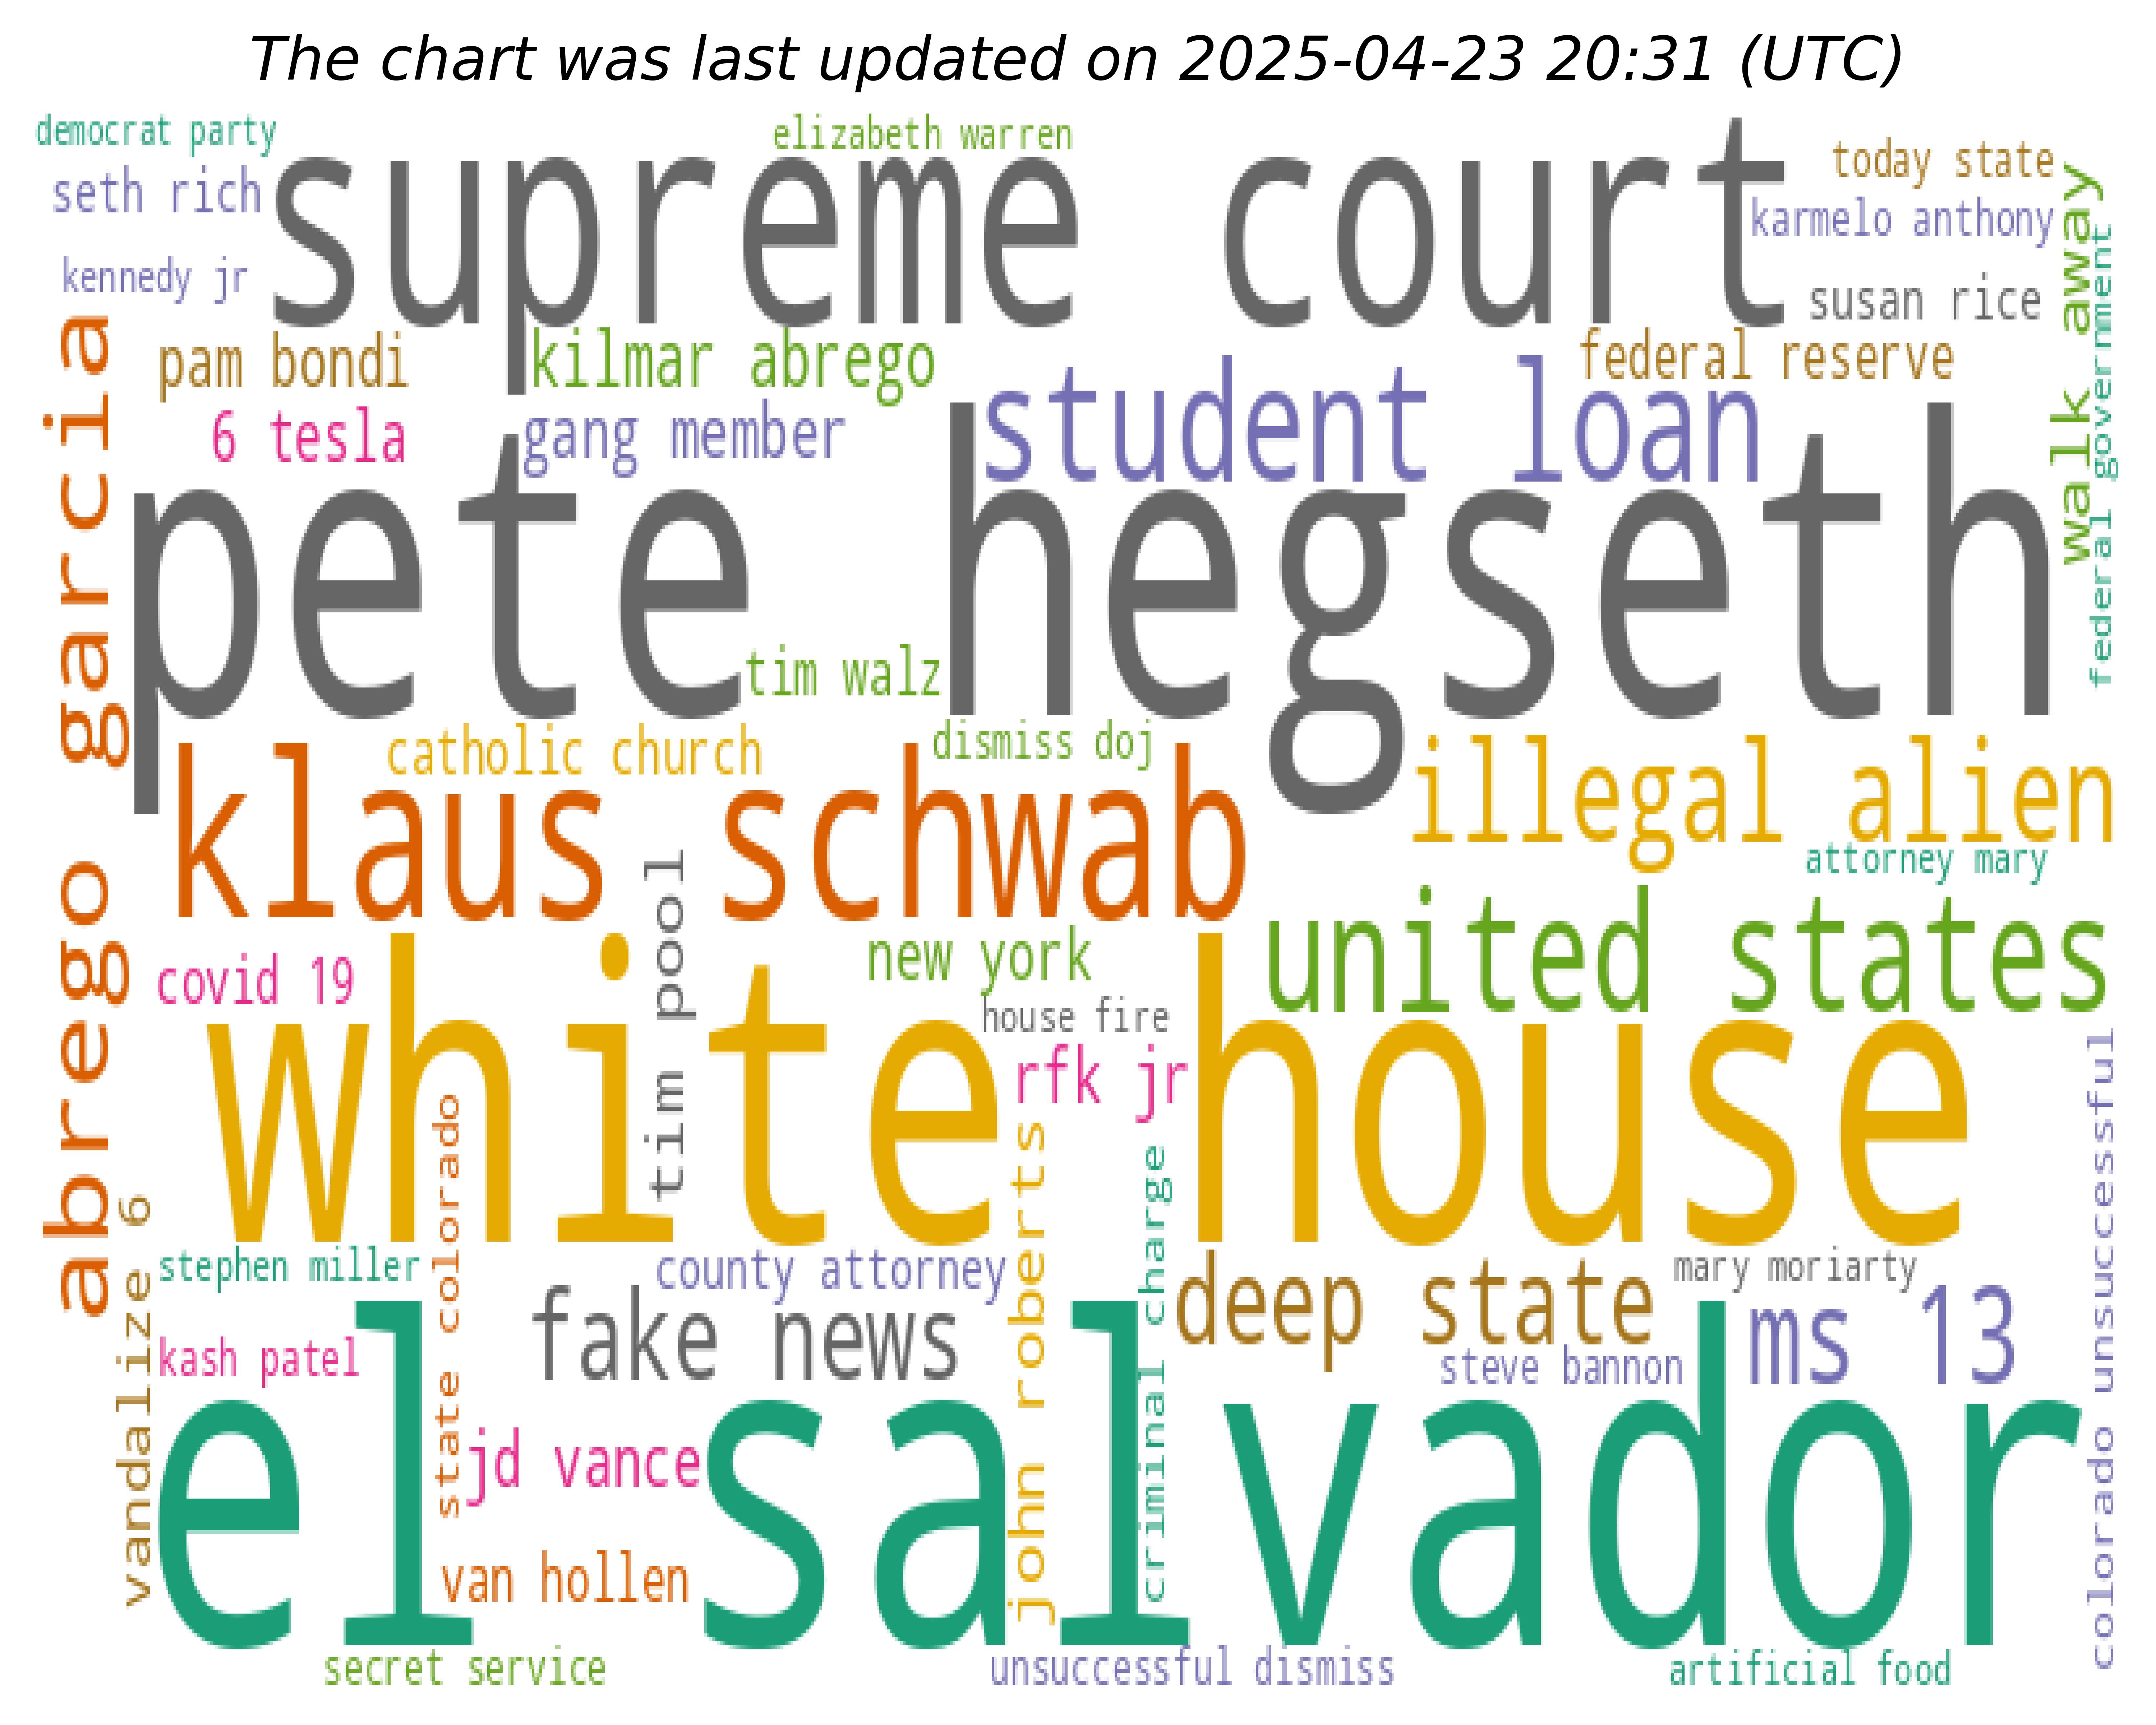 The chart was last updated on 2025-04-23 20:31 (UTC)
democrat party
elizabeth warren
supreme court
today state
seth rich
karmelo anthony
kennedy jr
susan rice
walk away
federal government
abrego garcia
pam bondi
kilmar abrego
federal reserve
student loan
6 tesla
gang member
pete hegseth
tim walz
catholic church
dismiss doj
klaus schwab
illegal alien
attorney mary
tim pool
united states
new york
covid 19
house fire
white house
rfk jr
state colorado
john roberts
criminal charge
colorado unsuccessful
vandalize 6
stephen miller
county attorney
deep state
mary moriarty
fake news
ms 13
kash patel
steve bannon
el salvador
jd vance
van hollen
secret service
unsuccessful dismiss
artificial food